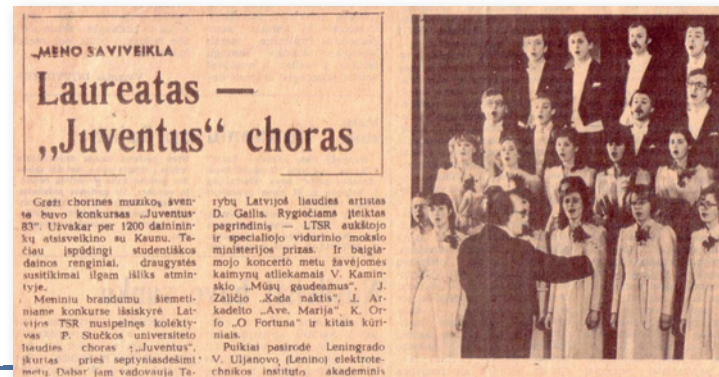 MENO SAVIVEIKLA
Laureatas —
„Juventus“ choras
Graži chorinės muzikos šven-
tė buvo konkursas „Juventus-
83“. Užvakar per 1200 daininin-
kų atsisveikino su Kaunu. Ta-
čiau įspūdingi studentiškos
dainos renginiai, draugystės
susitikimai ilgam išliks atmin-
tyje.
Meniniu brandumu šiemeti-
niame konkurse išsiskyrė Lat-
vijos TSR nusipelnęs kolekty-
vas P. Stučkos universiteto
liaudies choras „Juventus“,
įkurtas prieš septyniasdešimt
metų. Dabar jam vadovauja Ta-
rybų Latvijos liaudies artistas
D. Gailis. Rygiečiams įteiktas
pagrindinis — LTSR aukštojo
ir specialiojo vidurinio mokslo
ministerijos prizas. Ir baigia-
mojo koncerto metu žavėjomės
kaimynų atliekamais V. Kamin-
skio „Mūsų gaudeamus“, J.
Zaličio „Kada naktis“, J. Ar-
kadelto „Ave, Marija“, K. Or-
fo „O Fortuna“ ir kitais kūri-
niais.
Puikiai pasirodė Leningrado
V. Uljanovo (Lenino) elektrote-
chnikos instituto akademinis